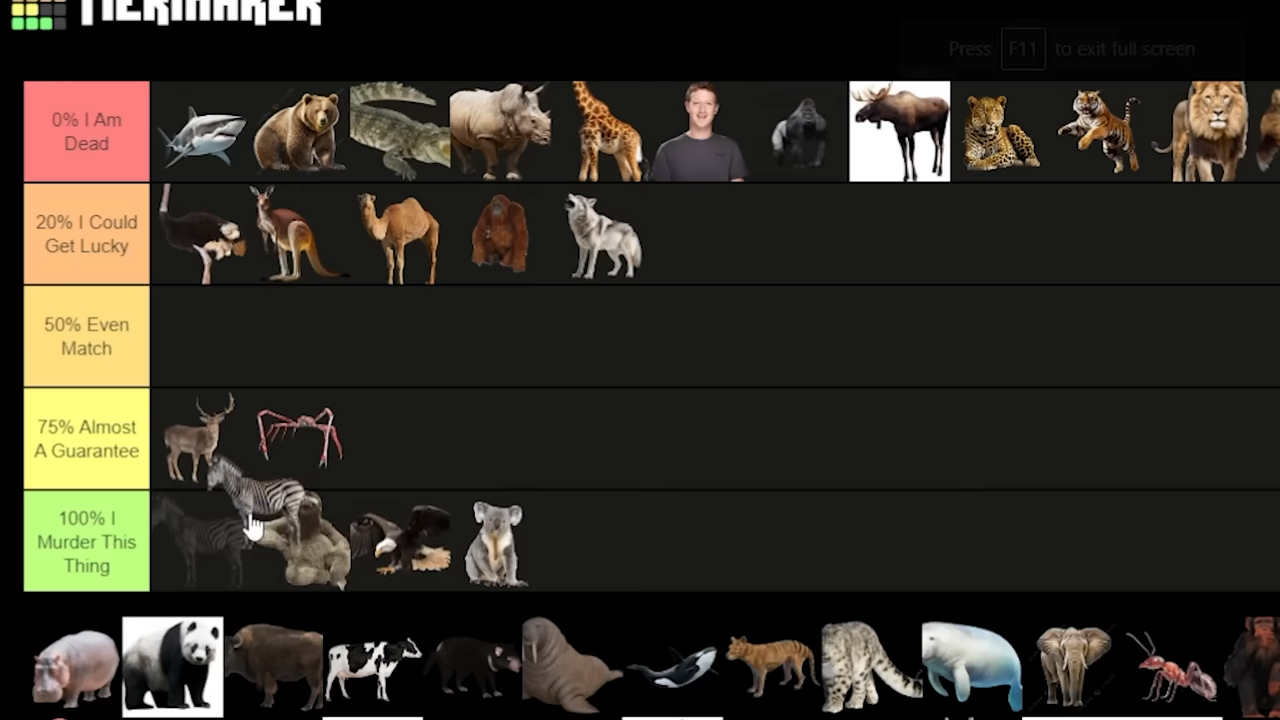 TIERMAKER
Press F11 to exit full screen
0% I Am
Dead
20% I Could
Get Lucky
50% Even
Match
75% Almost
A Guarantee
100% I
Murder This
Thing